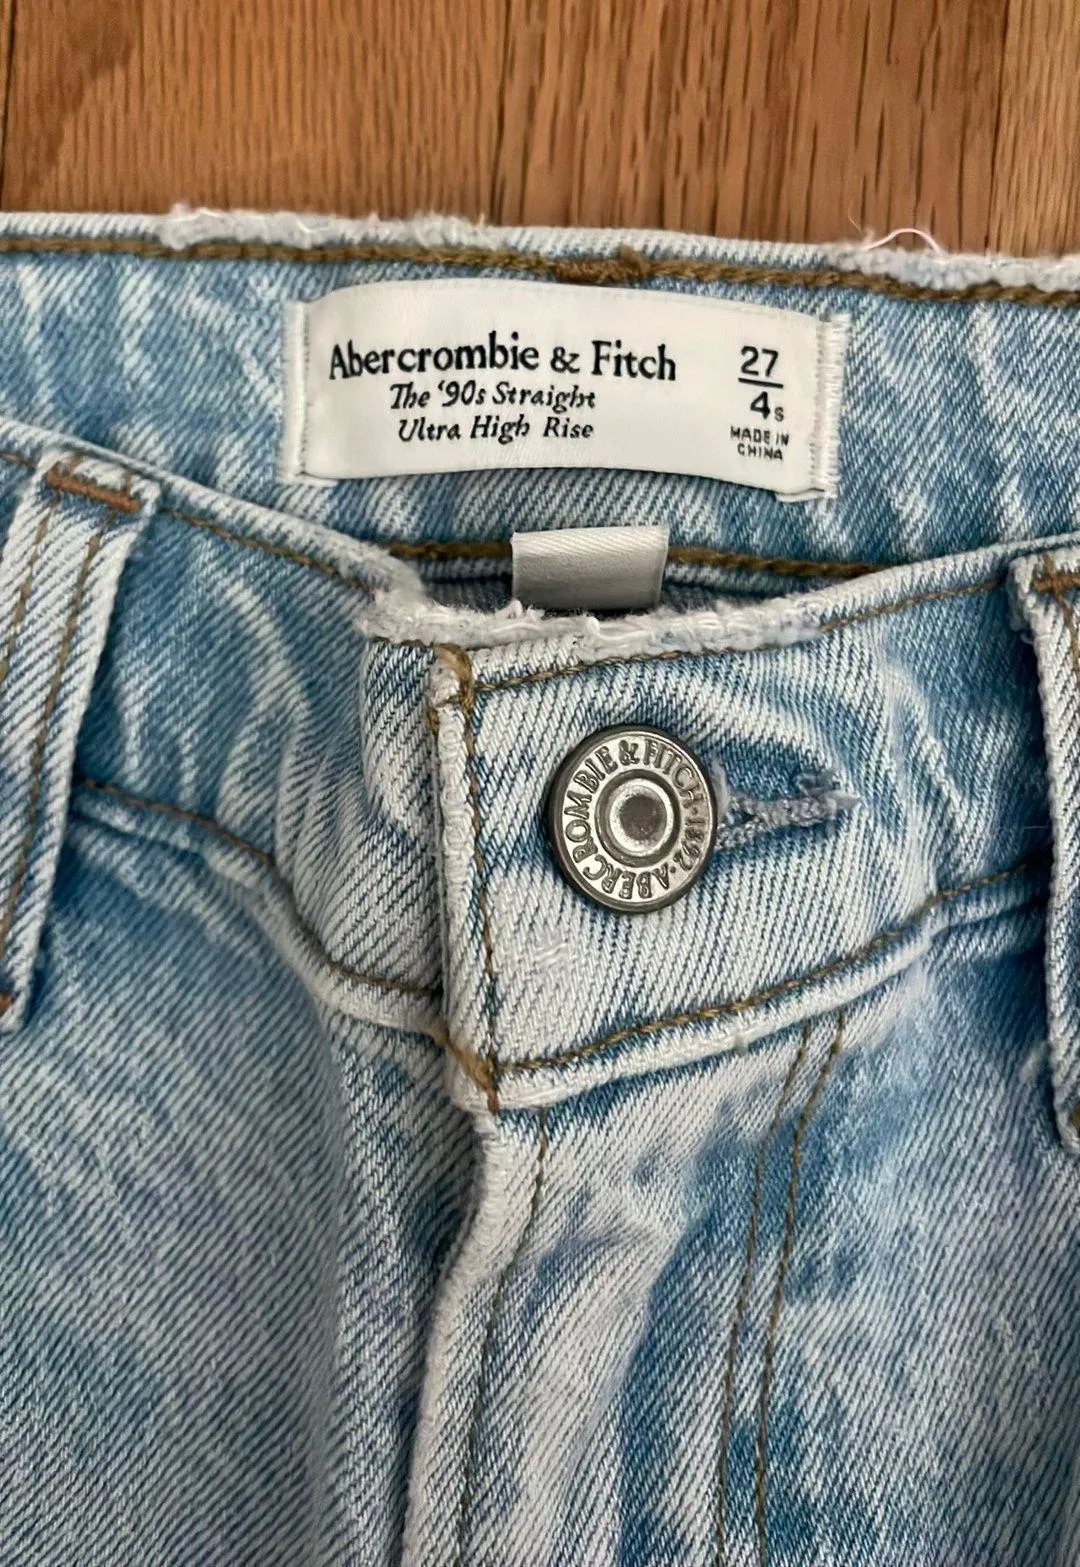 Abercrombie & Fitch
The '90s Straight
Ultra High Rise
27
4s
MADE IN
CHINA
ABERCROMBIE & FITCH · 1892 ·